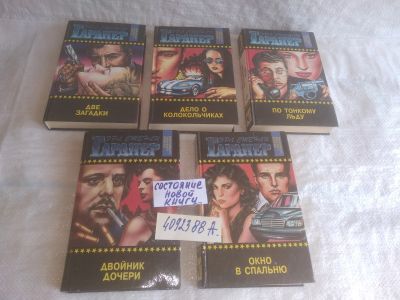 ГАРДНЕР
ДВЕ
ЗАГАДКИ
ГАРДНЕР
ДЕЛО О
КОЛОКОЛЬЧИКАХ
ГАРДНЕР
ПО ТОНКОМУ
ЛЬДУ
ГАРДНЕР
ДВОЙНИК
ДОЧЕРИ
ГАРДНЕР
ОКНО
В СПАЛЬНЮ
СОСТОЯНИЕ
НОВОЙ
КНИГИ
4092388А.